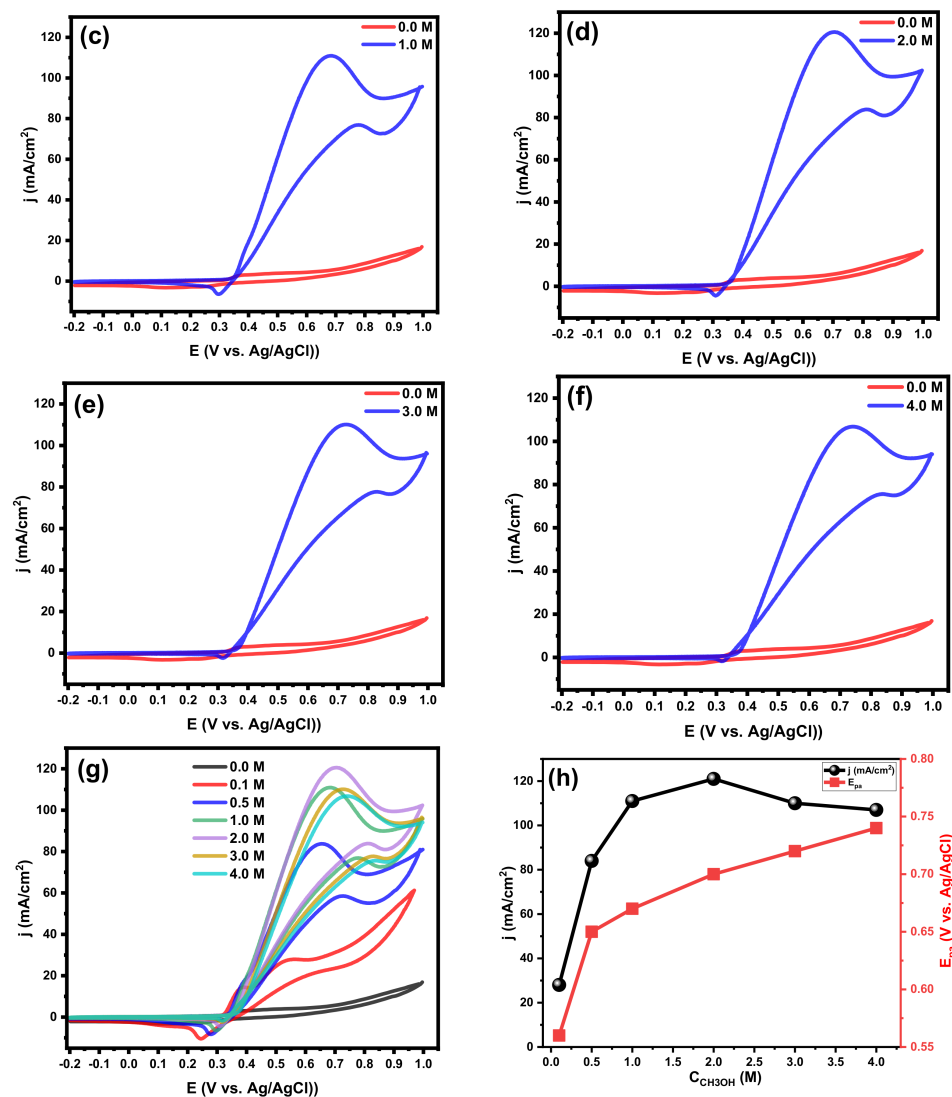 (c)
0.0 M
1.0 M
120
100
80
60
40
20
0
j (mA/cm²)
-0.2 -0.1 0.0 0.1 0.2 0.3 0.4 0.5 0.6 0.7 0.8 0.9 1.0
E (V vs. Ag/AgCl))
(d)
0.0 M
2.0 M
120
100
80
60
40
20
0
j (mA/cm²)
-0.2 -0.1 0.0 0.1 0.2 0.3 0.4 0.5 0.6 0.7 0.8 0.9 1.0
E (V vs. Ag/AgCl))
(e)
0.0 M
3.0 M
120
100
80
60
40
20
0
j (mA/cm²)
-0.2 -0.1 0.0 0.1 0.2 0.3 0.4 0.5 0.6 0.7 0.8 0.9 1.0
E (V vs. Ag/AgCl))
(f)
0.0 M
4.0 M
120
100
80
60
40
20
0
j (mA/cm²)
-0.2 -0.1 0.0 0.1 0.2 0.3 0.4 0.5 0.6 0.7 0.8 0.9 1.0
E (V vs. Ag/AgCl))
(g)
0.0 M
0.1 M
0.5 M
1.0 M
2.0 M
3.0 M
4.0 M
120
100
80
60
40
20
0
j (mA/cm²)
-0.2 -0.1 0.0 0.1 0.2 0.3 0.4 0.5 0.6 0.7 0.8 0.9 1.0
E (V vs. Ag/AgCl))
(h)
j (mA/cm²)
Epa
120
100
80
60
40
20
0
j (mA/cm²)
0.80
0.75
0.70
0.65
0.60
0.55
Epa (V vs. Ag/AgCl)
0.0 0.5 1.0 1.5 2.0 2.5 3.0 3.5 4.0
CCH3OH (M)